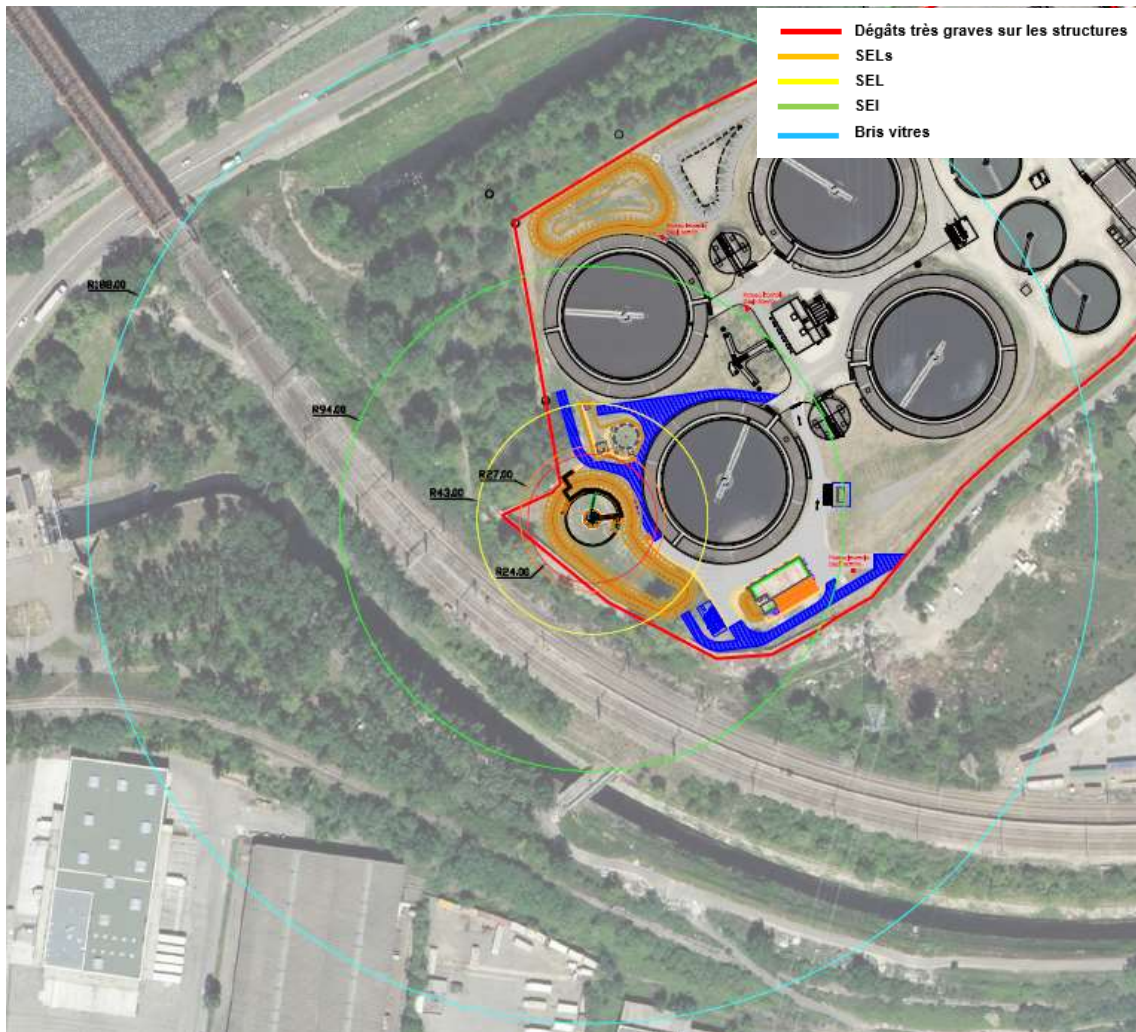 Dégâts très graves sur les structures
SELs
SEL
SEI
Bris vitres
R188.00
R94.00
R27.00
R43.00
R24.00